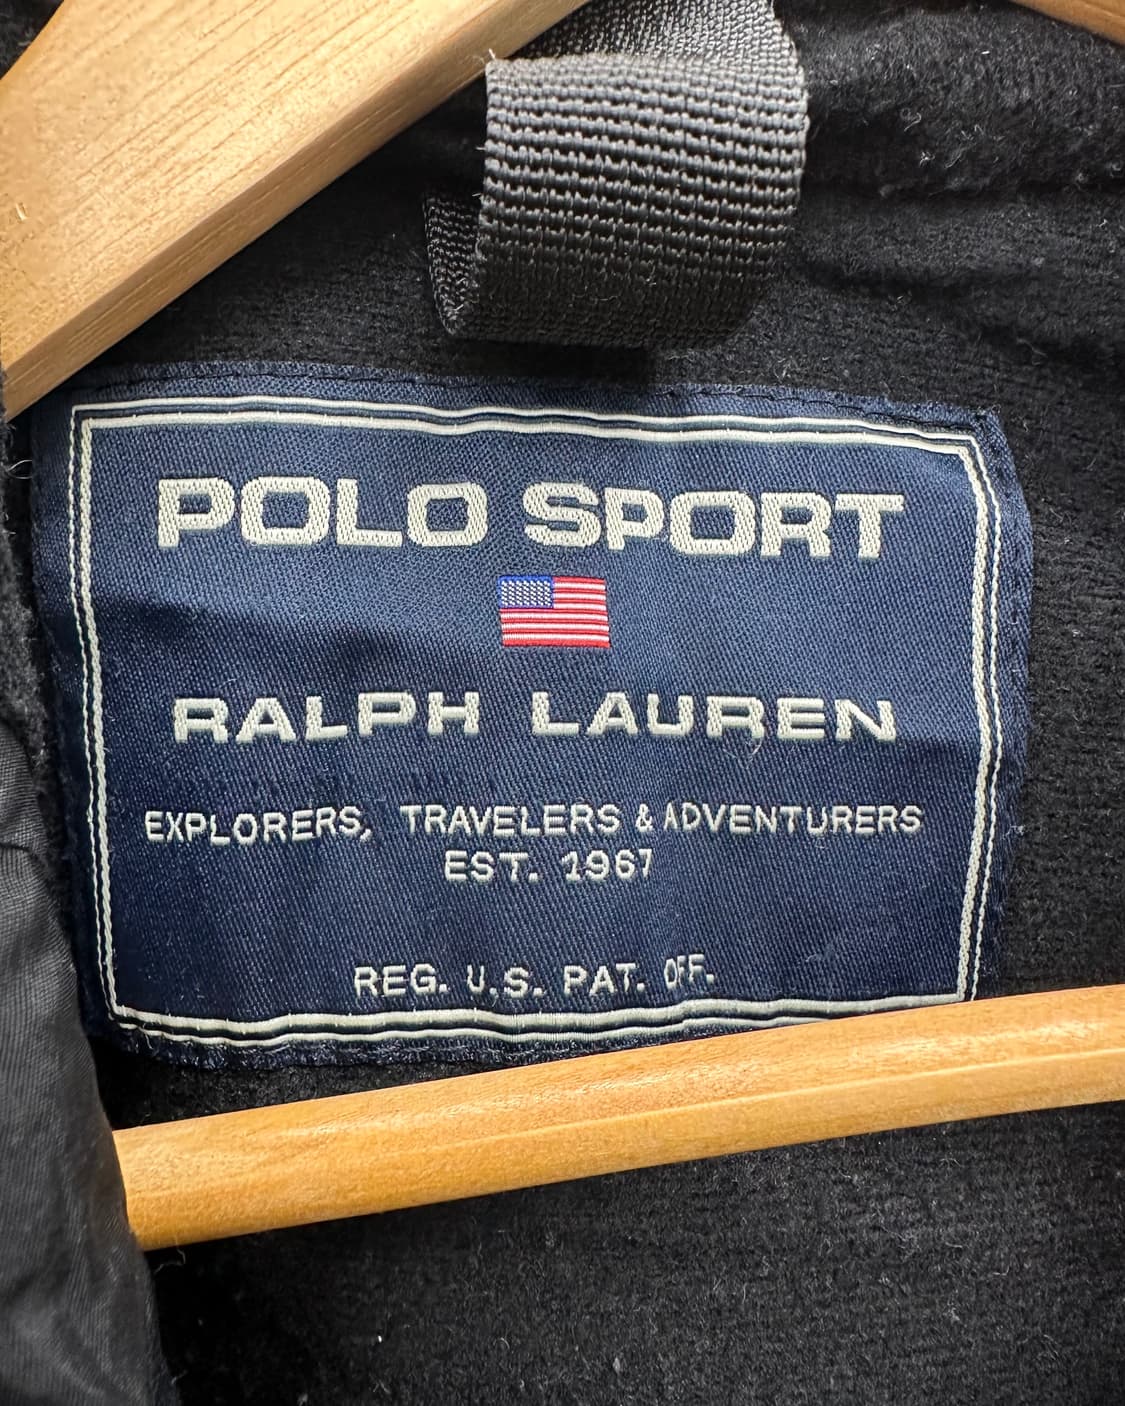 POLO SPORT
RALPH LAUREN
EXPLORERS, TRAVELERS & ADVENTURERS
EST. 1967
REG. U.S. PAT. OFF.